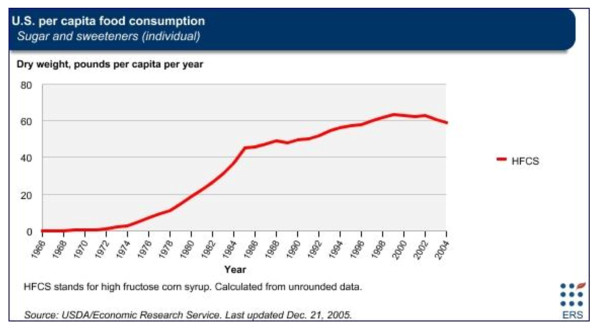 U.S. per capita food consumption
Sugar and sweeteners (individual)
Dry weight, pounds per capita per year
80
60
40
20
0
HFCS
1966 1968 1970 1972 1974 1976 1978 1980 1982 1984 1986 1988 1990 1992 1994 1996 1998 2000 2002 2004
Year
HFCS stands for high fructose corn syrup. Calculated from unrounded data.
Source: USDA/Economic Research Service. Last updated Dec. 21, 2005.
ERS